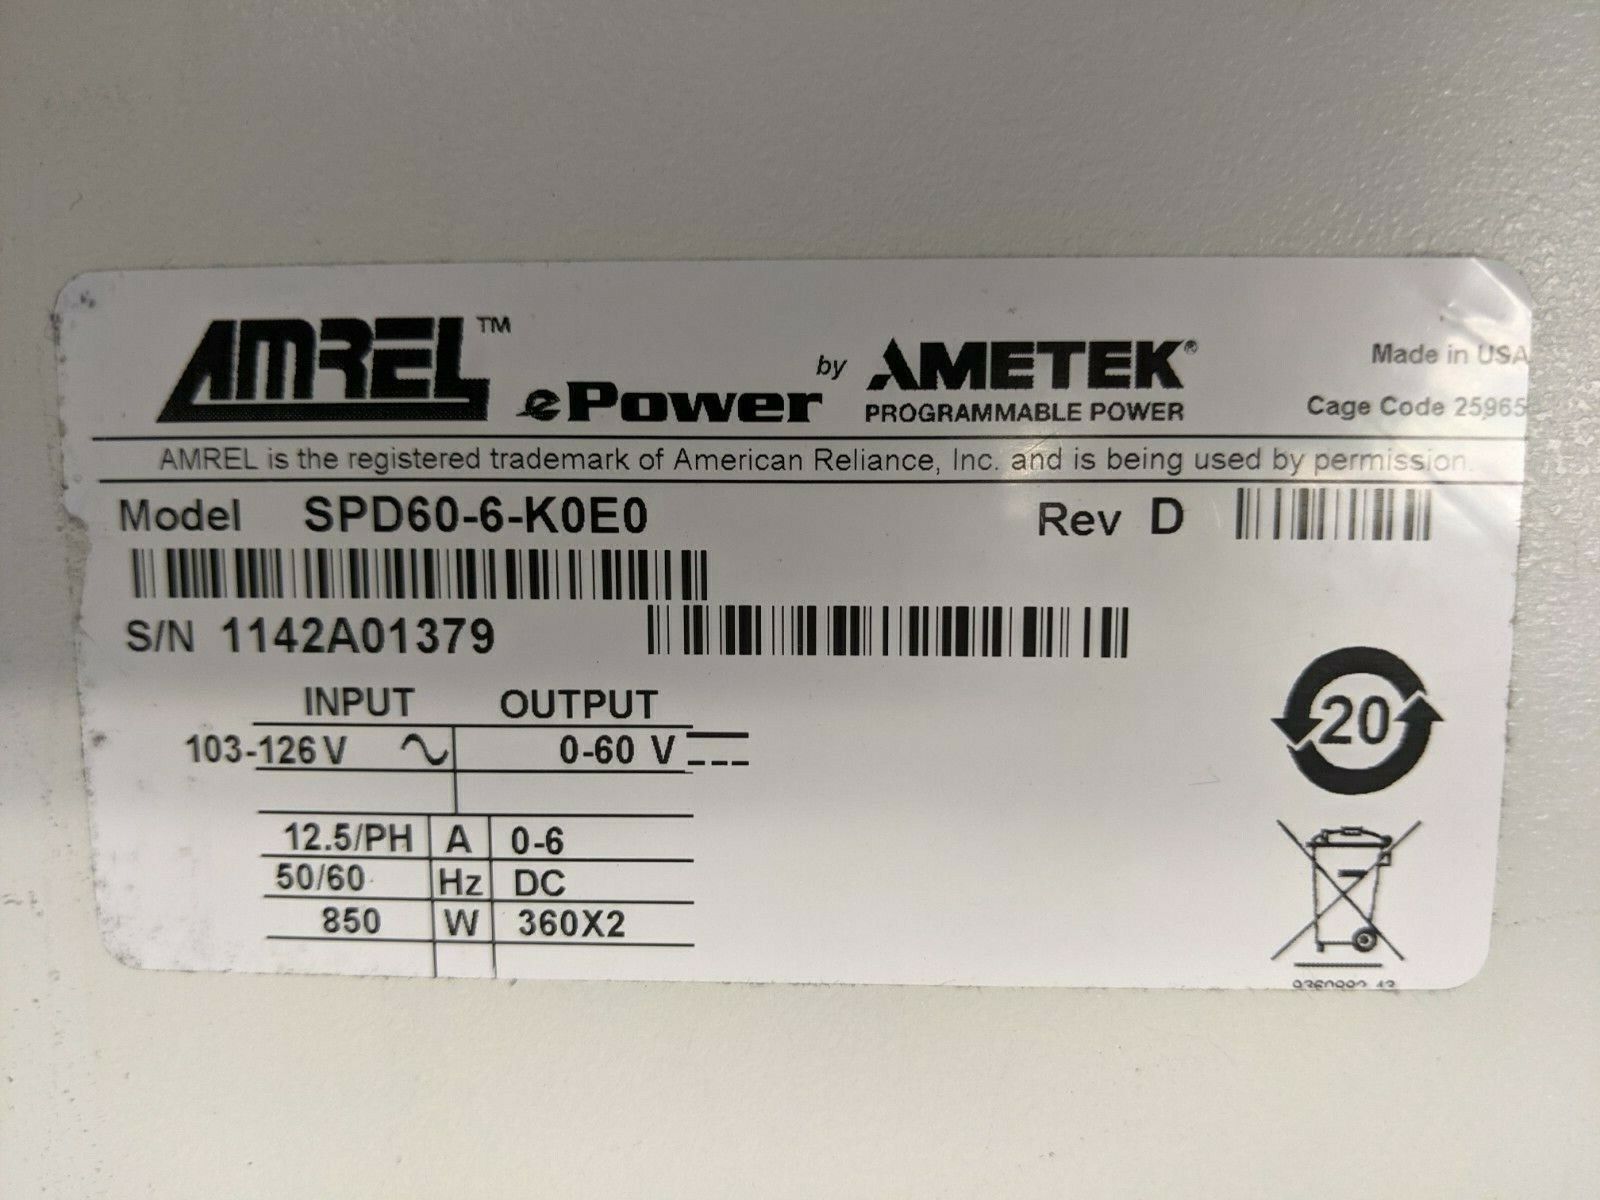 AMREL™ ePower by AMETEK® Made in USA
PROGRAMMABLE POWER Cage Code 25965
AMREL is the registered trademark of American Reliance, Inc. and is being used by permission.
Model SPD60-6-K0E0 Rev D
S/N 1142A01379
INPUT OUTPUT
103-126 V 0-60 V
12.5/PH A 0-6
50/60 Hz DC
850 W 360X2
20